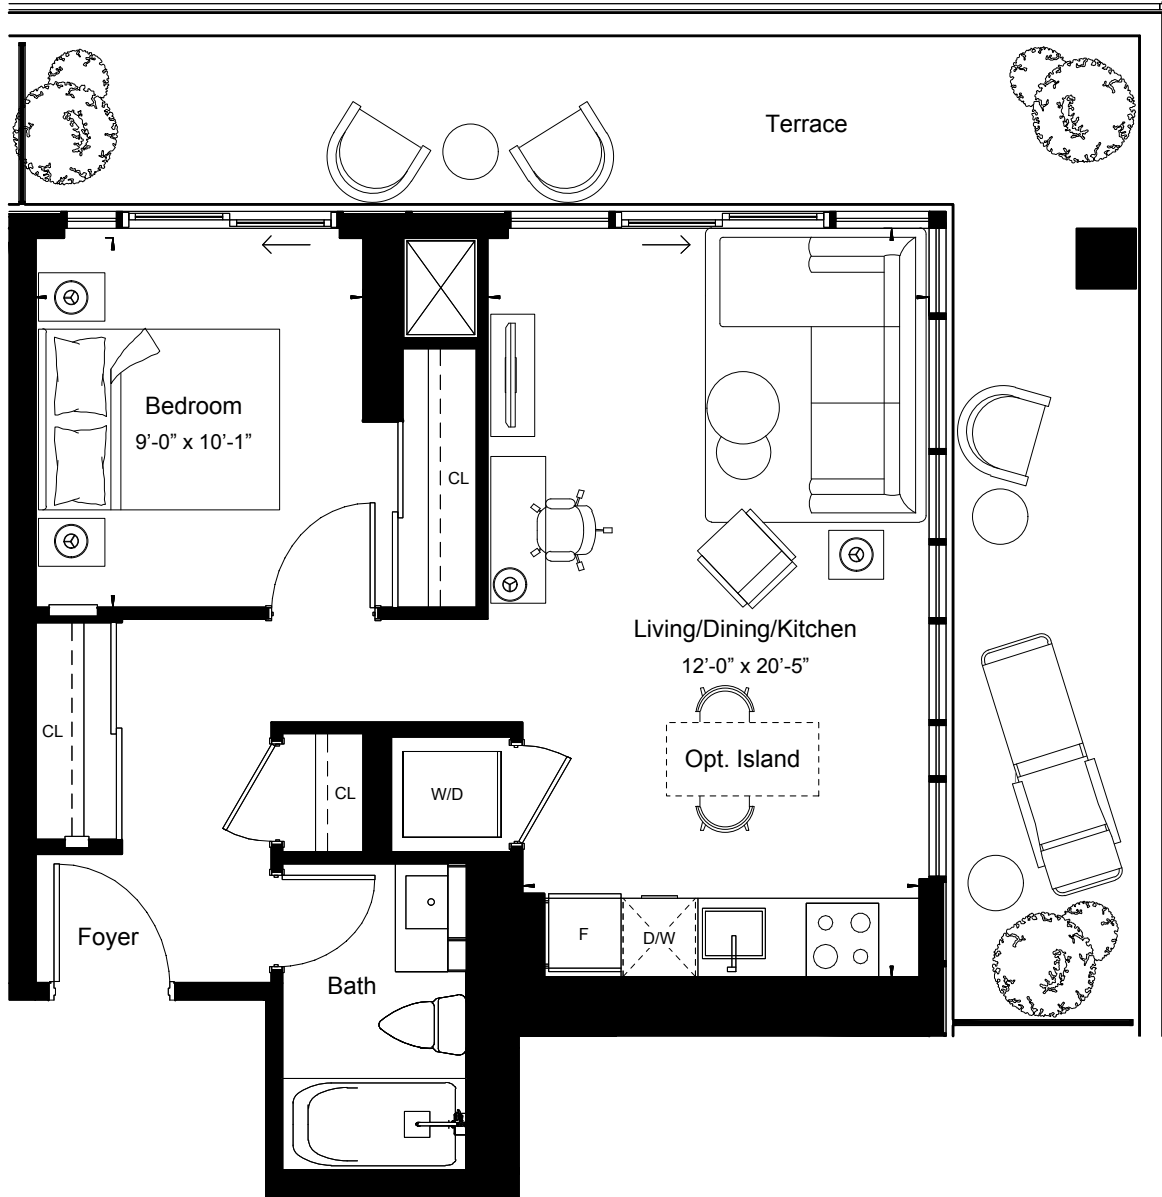 Terrace
Bedroom
9’-0” x 10’-1”
CL
Living/Dining/Kitchen
12’-0” x 20’-5”
CL
Opt. Island
CL
W/D
Foyer
F
D/W
Bath